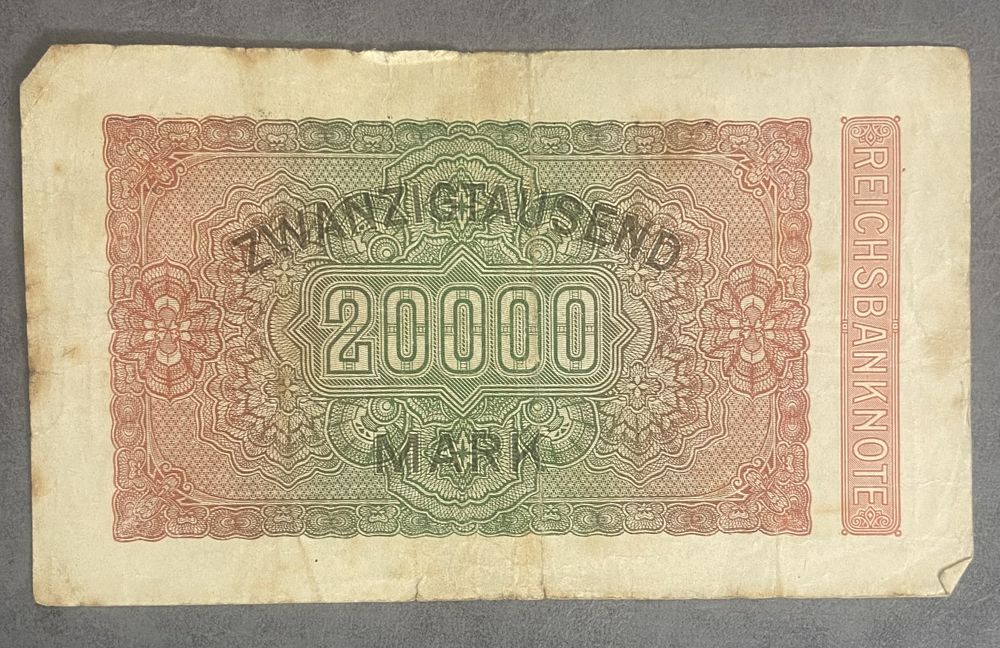 ZWANZIGTAUSEND
20000
MARK
REICHSBANKNOTE